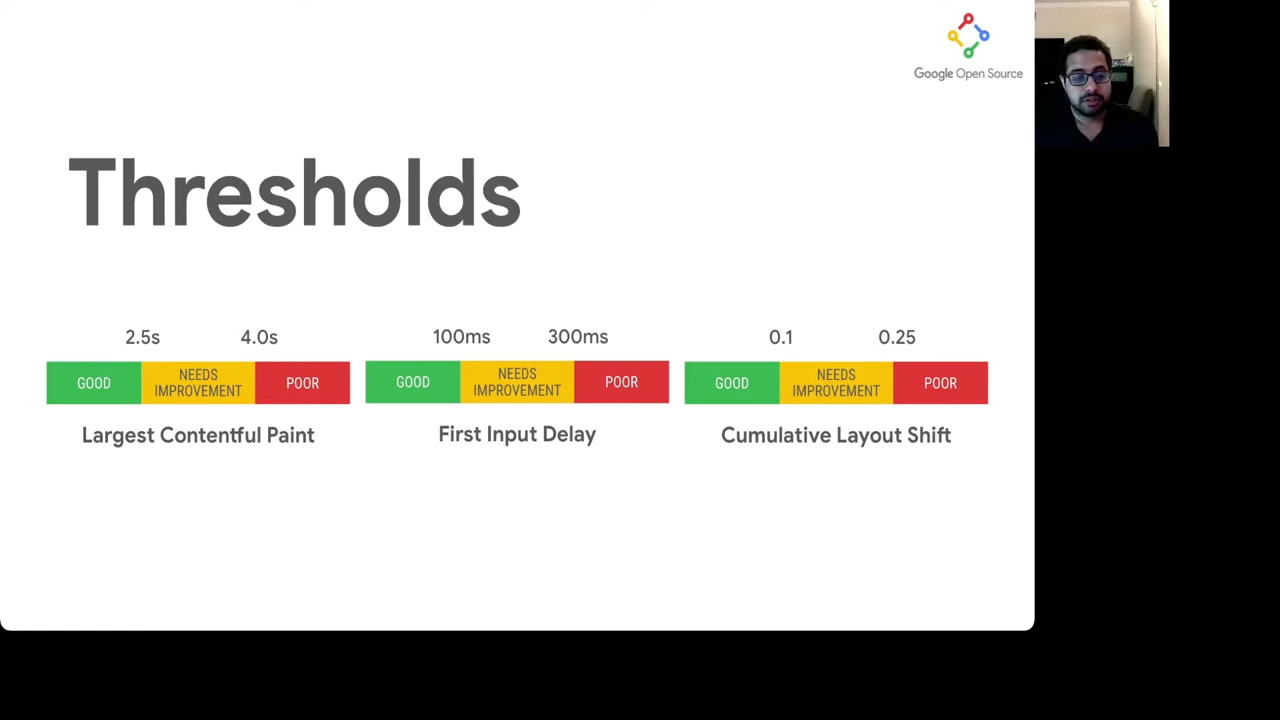 Google Open Source
Thresholds
2.5s 4.0s
GOOD NEEDS IMPROVEMENT POOR
Largest Contentful Paint
100ms 300ms
GOOD NEEDS IMPROVEMENT POOR
First Input Delay
0.1 0.25
GOOD NEEDS IMPROVEMENT POOR
Cumulative Layout Shift